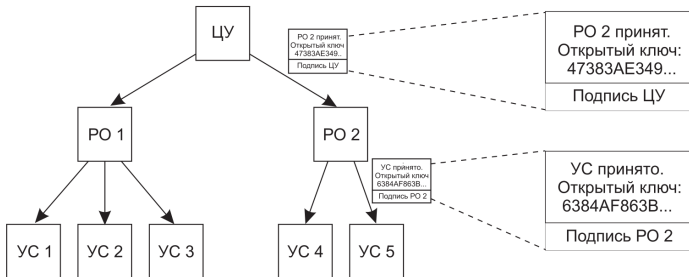 ЦУ
РО 2 принят.
Открытый ключ
47383AE349..
Подпись ЦУ
РО 2 принят.
Открытый ключ:
47383AE349...
Подпись ЦУ
РО 1
РО 2
УС принято.
Открытый ключ
6384AF863B...
Подпись РО 2
УС принято.
Открытый ключ:
6384AF863B...
Подпись РО 2
УС 1
УС 2
УС 3
УС 4
УС 5